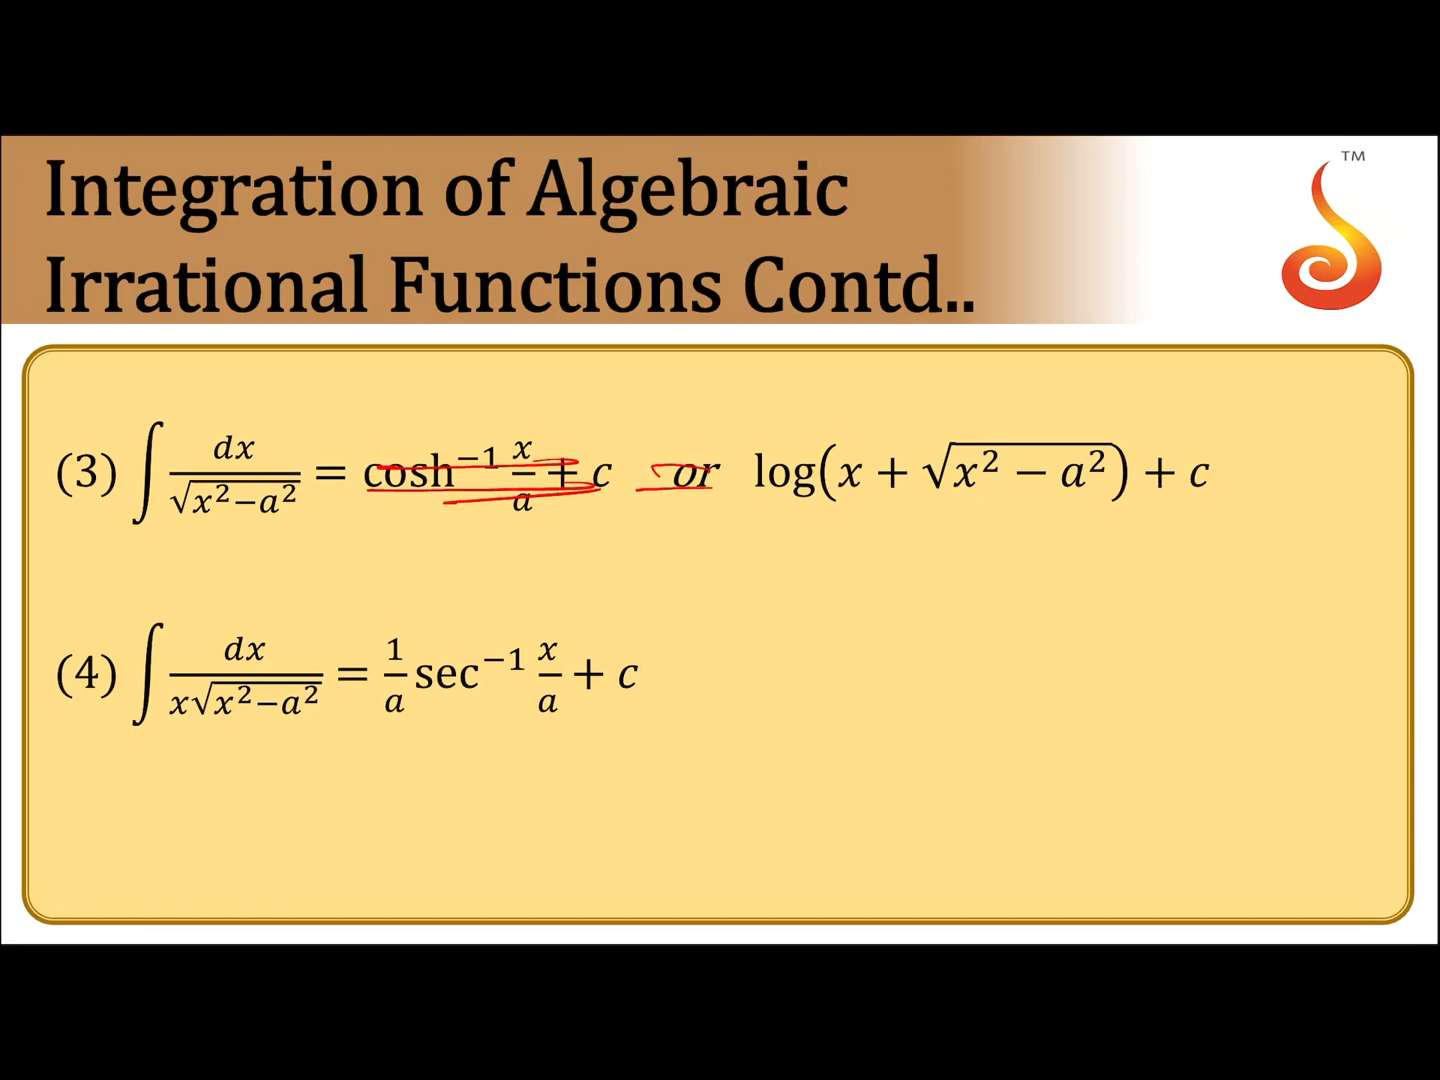 Integration of Algebraic
Irrational Functions Contd..
TM
(3) ∫ dx/√(x²−a²) = cosh⁻¹ x/a + c or log(x + √(x² − a²)) + c
(4) ∫ dx/(x√(x²−a²)) = 1/a sec⁻¹ x/a + c